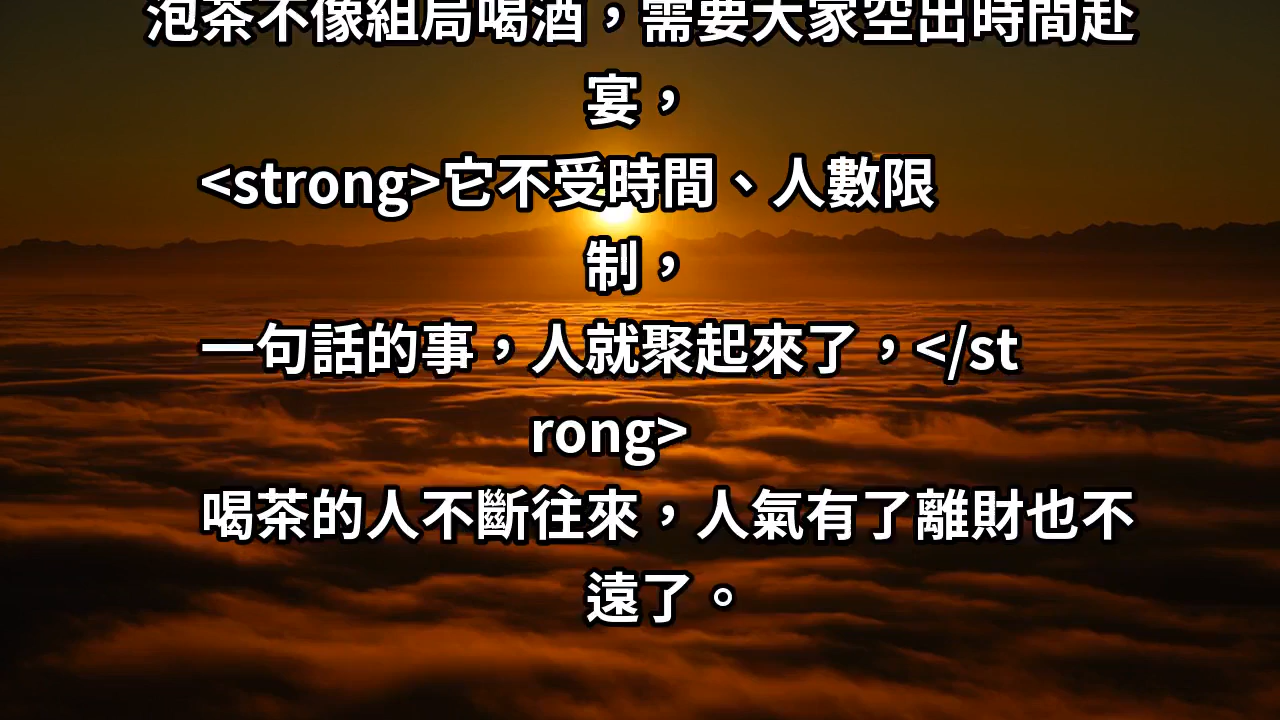 泡茶不像組局喝酒，需要大家空出時間赴
宴，
<strong>它不受時間、人數限
制，
一句話的事，人就聚起來了，</st
rong>
喝茶的人不斷往來，人氣有了離財也不
遠了。